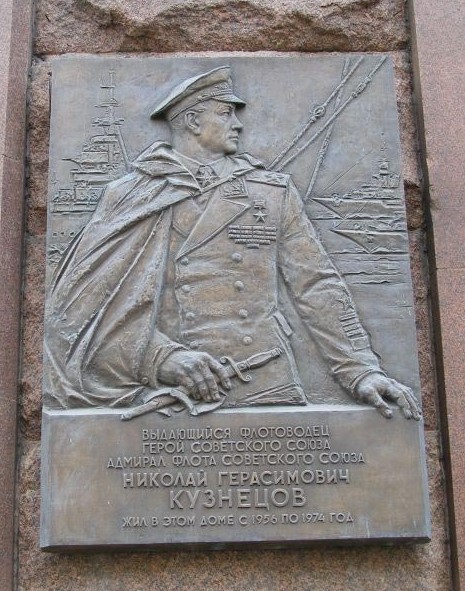 ВЫДАЮЩИЙСЯ ФЛОТОВОДЕЦ
ГЕРОЙ СОВЕТСКОГО СОЮЗА
АДМИРАЛ ФЛОТА СОВЕТСКОГО СОЮЗА
НИКОЛАЙ ГЕРАСИМОВИЧ
КУЗНЕЦОВ
ЖИЛ В ЭТОМ ДОМЕ С 1956 ПО 1974 ГОД